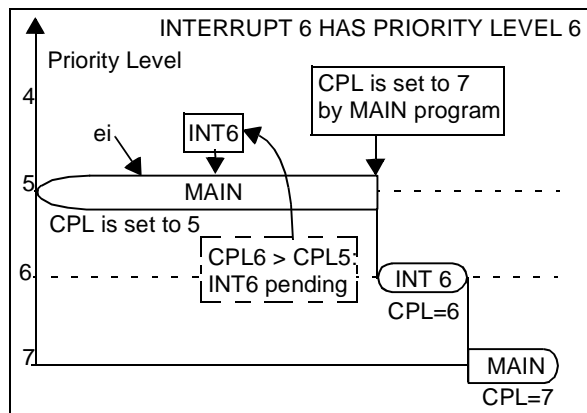 INTERRUPT 6 HAS PRIORITY LEVEL 6
Priority Level
CPL is set to 7
by MAIN program
4
ei
INT6
5
MAIN
CPL is set to 5
CPL6 > CPL5
INT6 pending
6
INT 6
CPL=6
7
MAIN
CPL=7